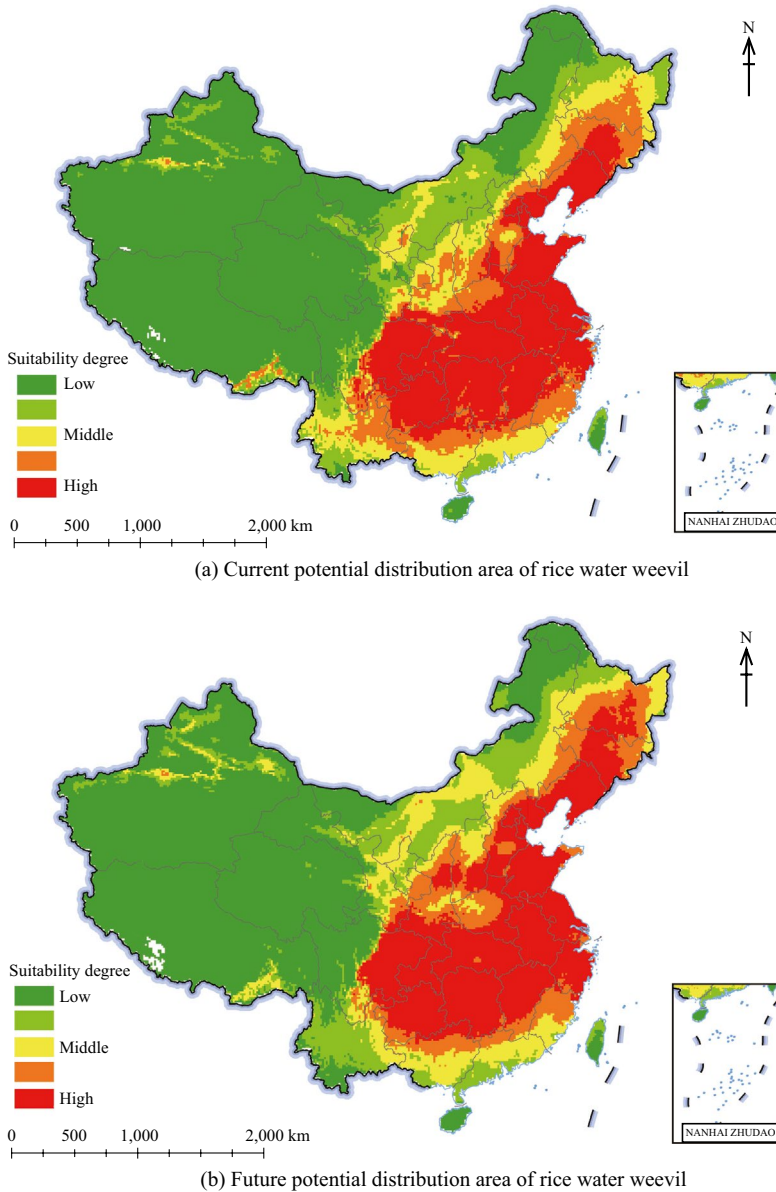 N
Suitability degree
Low
Middle
High
0 500 1,000 2,000 km
NANHAI ZHUDAO
(a) Current potential distribution area of rice water weevil
N
Suitability degree
Low
Middle
High
0 500 1,000 2,000 km
NANHAI ZHUDAO
(b) Future potential distribution area of rice water weevil